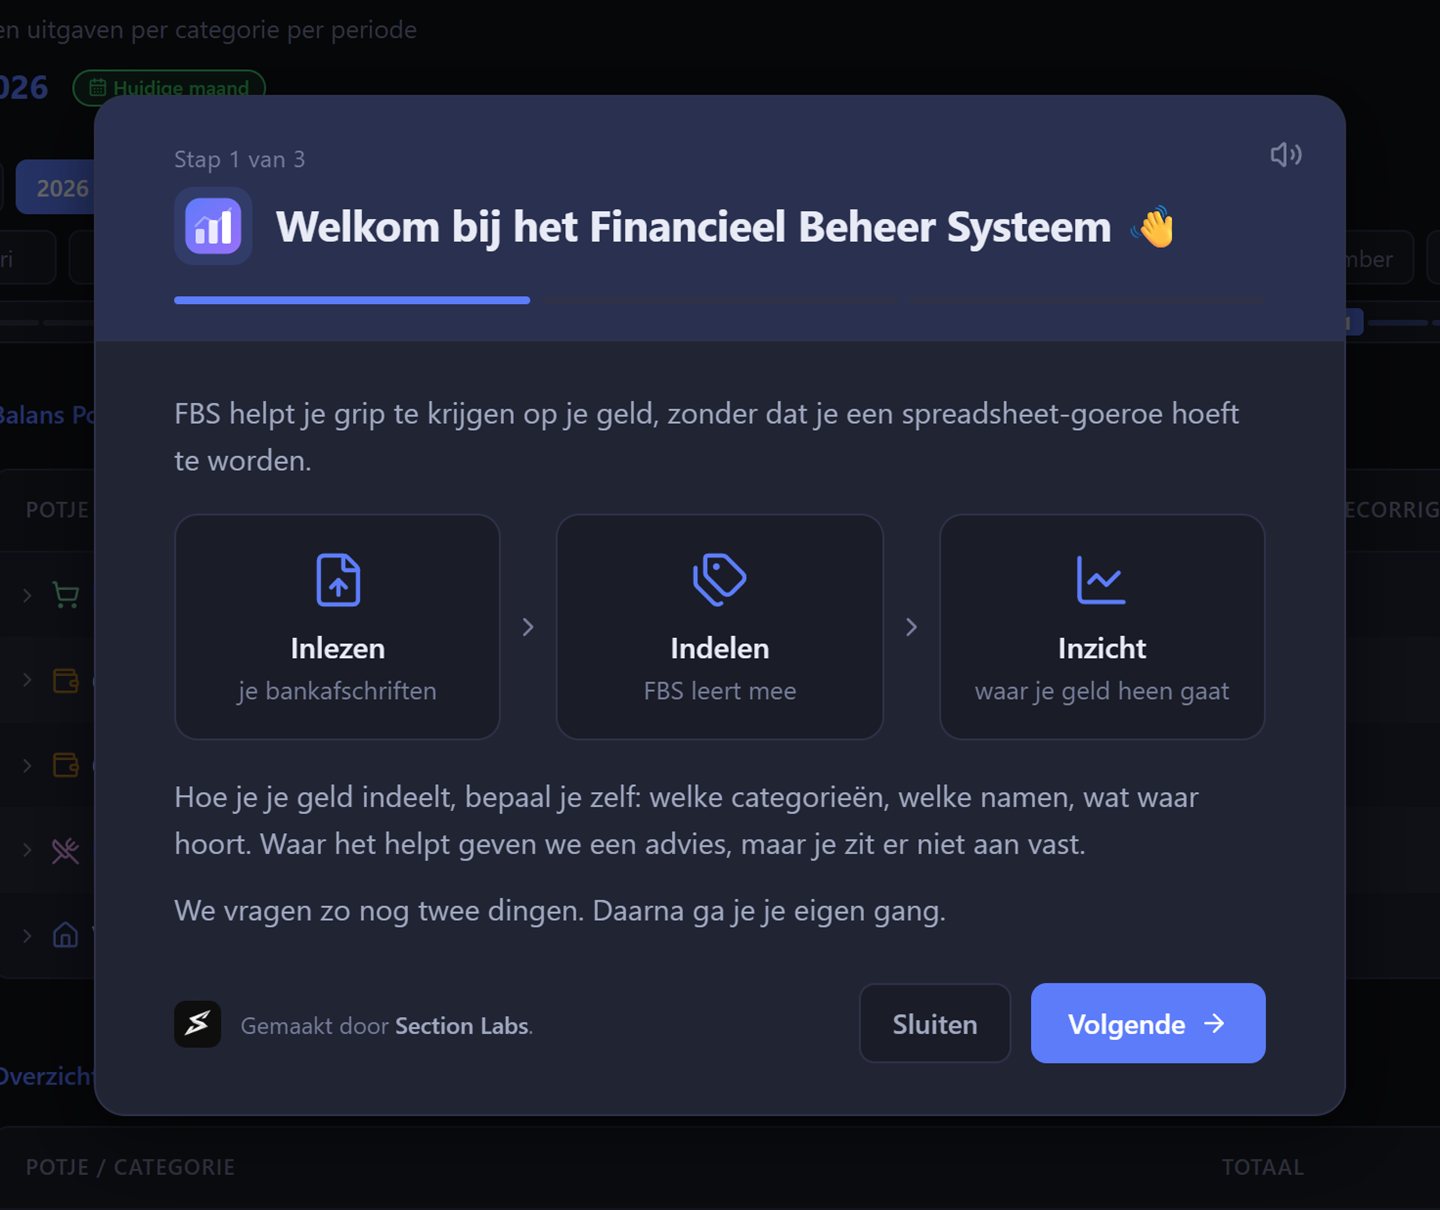 en uitgaven per categorie per periode
026
Huidige maand
2026
ri
mber
Stap 1 van 3
Welkom bij het Financieel Beheer Systeem 👋
1
Balans Po
FBS helpt je grip te krijgen op je geld, zonder dat je een spreadsheet-goeroe hoeft
te worden.
POTJE
ECORRIG
Inlezen
je bankafschriften
Indelen
FBS leert mee
Inzicht
waar je geld heen gaat
Hoe je je geld indeelt, bepaal je zelf: welke categorieën, welke namen, wat waar
hoort. Waar het helpt geven we een advies, maar je zit er niet aan vast.
We vragen zo nog twee dingen. Daarna ga je je eigen gang.
Gemaakt door Section Labs.
Sluiten
Volgende →
Overzicht
POTJE / CATEGORIE
TOTAAL